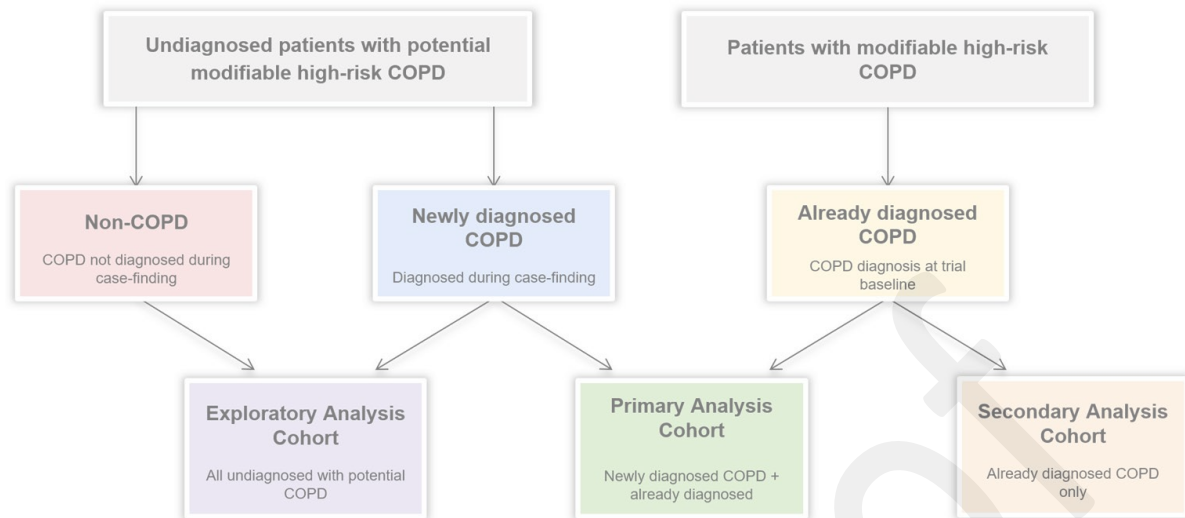 Undiagnosed patients with potential
modifiable high-risk COPD
Patients with modifiable high-risk
COPD
Non-COPD
COPD not diagnosed during
case-finding
Newly diagnosed
COPD
Diagnosed during case-finding
Already diagnosed
COPD
COPD diagnosis at trial
baseline
Exploratory Analysis
Cohort
All undiagnosed with potential
COPD
Primary Analysis
Cohort
Newly diagnosed COPD +
already diagnosed
Secondary Analysis
Cohort
Already diagnosed COPD
only